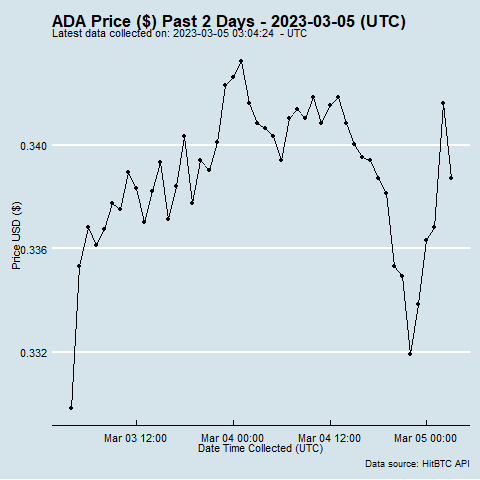 ADA Price ($) Past 2 Days - 2023-03-05 (UTC)
Latest data collected on: 2023-03-05 03:04:24 - UTC
Price USD ($)
0.340
0.336
0.332
Mar 03 12:00
Mar 04 00:00
Mar 04 12:00
Mar 05 00:00
Date Time Collected (UTC)
Data source: HitBTC API